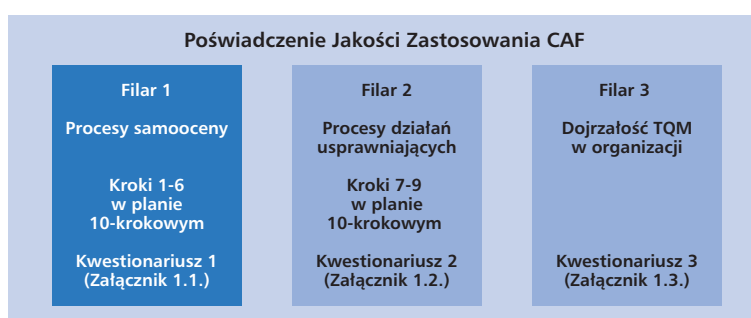 Poświadczenie Jakości Zastosowania CAF
Filar 1
Procesy samooceny
Kroki 1-6
w planie
10-krokowym
Kwestionariusz 1
(Załącznik 1.1.)
Filar 2
Procesy działań
usprawniających
Kroki 7-9
w planie
10-krokowym
Kwestionariusz 2
(Załącznik 1.2.)
Filar 3
Dojrzałość TQM
w organizacji
Kwestionariusz 3
(Załącznik 1.3.)